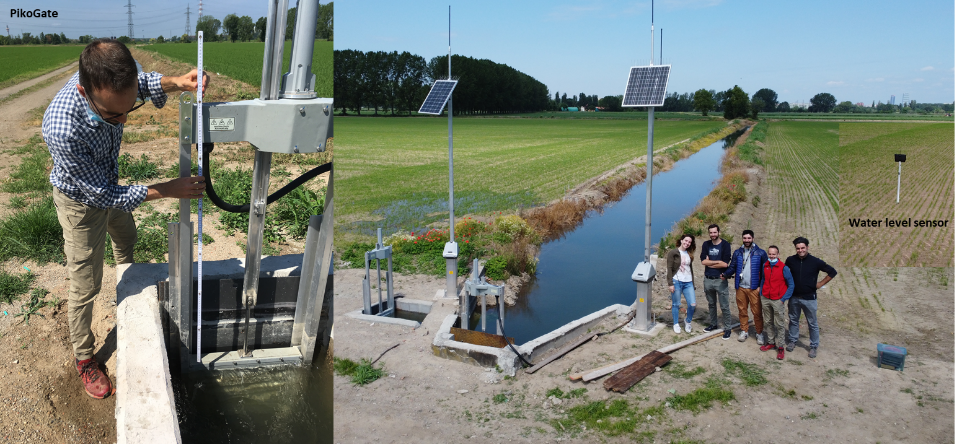 PikoGate
Water level sensor